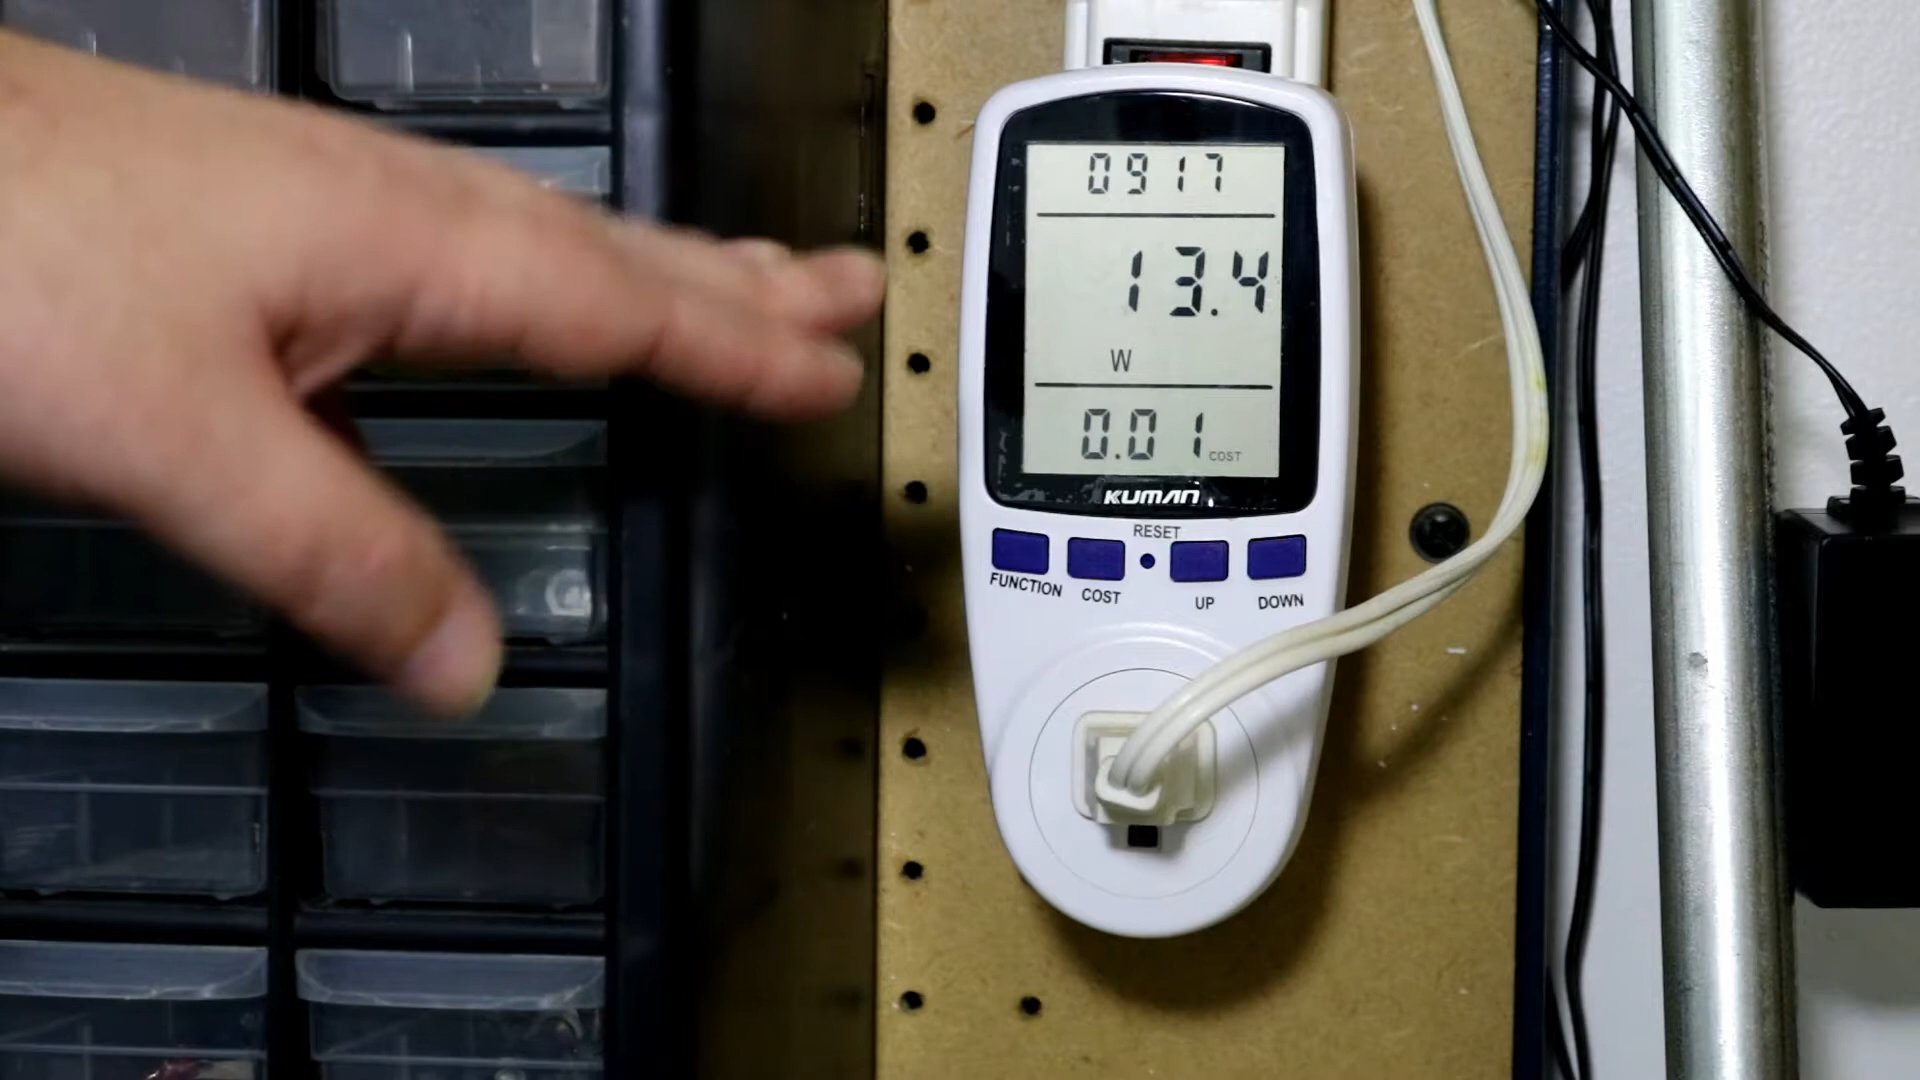 0917
13.4
W
0.01 COST
KUMAN
RESET
FUNCTION COST UP DOWN